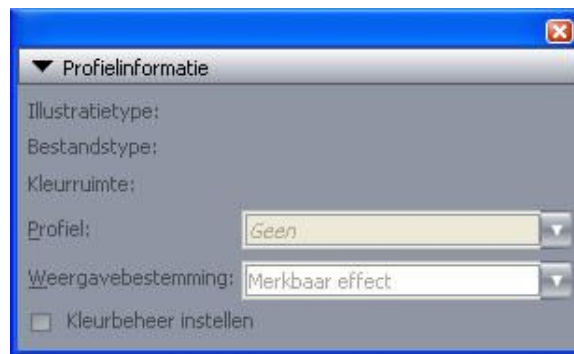 Profielinformatie
Illustratietype:
Bestandstype:
Kleurruimte:
Profiel: Geen
Weergavebestemming: Merkbaar effect
Kleurbeheer instellen